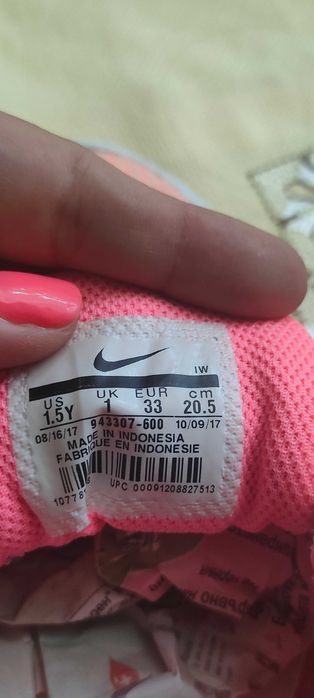 IW
US UK EUR cm
1.5Y 1 33 20.5
08/16/17 943307-600 10/09/17
MADE IN INDONESIA
FABRIQUE EN INDONESIE
UPC 00091208827513